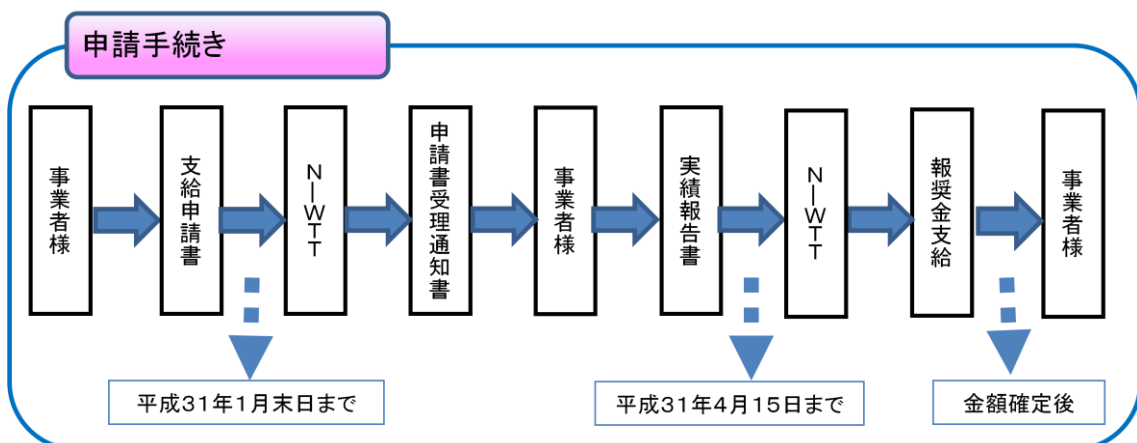 申請手続き
事業者様
支給申請書
NIWTT
申請書受理通知書
事業者様
実績報告書
NIWTT
報奨金支給
事業者様
平成31年1月末日まで
平成31年4月15日まで
金額確定後